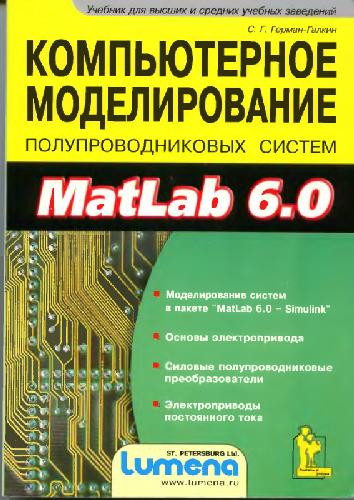 Учебник для высших и средних учебных заведений
С. Г. Герман-Галкин
КОМПЬЮТЕРНОЕ
МОДЕЛИРОВАНИЕ
ПОЛУПРОВОДНИКОВЫХ СИСТЕМ
MatLab 6.0
Моделирование систем
в пакете "MatLab 6.0 – Simulink"
Основы электропривода
Силовые полупроводниковые
преобразователи
Электроприводы
постоянного тока
ST. PETERSBURG Ltd.
Lumena
www.lumena.ru